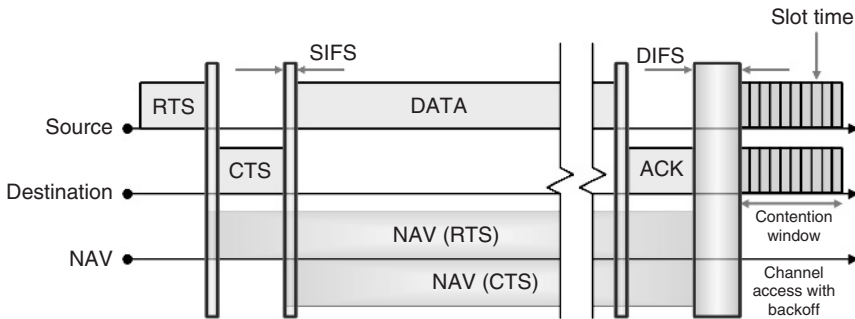 Slot time
SIFS
DIFS
RTS
DATA
Source
CTS
ACK
Destination
NAV (RTS)
Contention
window
NAV
NAV (CTS)
Channel
access with
backoff